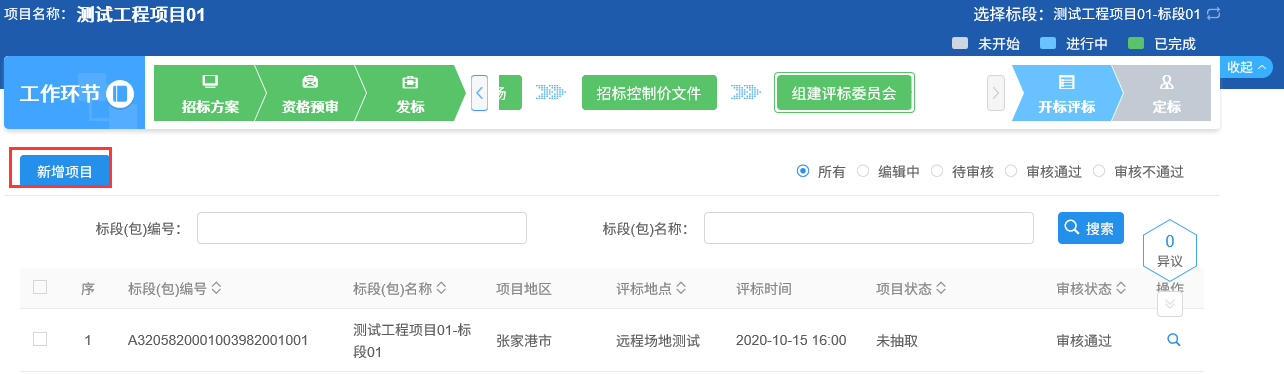 项目名称： 测试工程项目01
选择标段： 测试工程项目01-标段01
未开始 进行中 已完成
收起
工作环节
招标方案 资格预审 发标 场 招标控制价文件 组建评标委员会 开标评标 定标
新增项目
所有 编辑中 待审核 审核通过 审核不通过
标段(包)编号： 标段(包)名称： 搜索
0
异议
序 标段(包)编号 标段(包)名称 项目地区 评标地点 评标时间 项目状态 审核状态 操作
1 A3205820001003982001001 测试工程项目01-标段01 张家港市 远程场地测试 2020-10-15 16:00 未抽取 审核通过